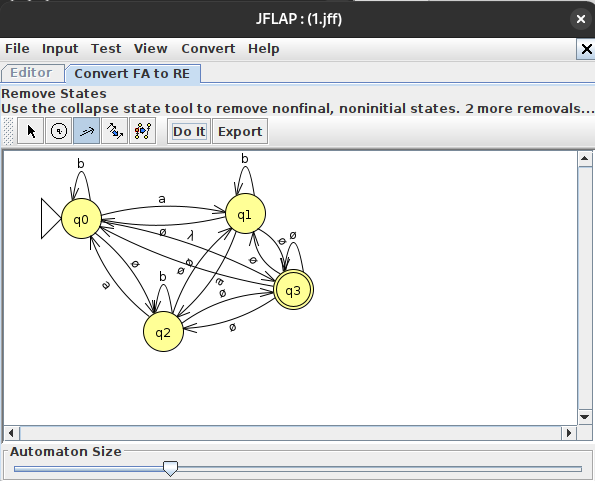 JFLAP : (1.jff)
File Input Test View Convert Help
Editor Convert FA to RE
Remove States
Use the collapse state tool to remove nonfinal, noninitial states. 2 more removals...
Do It Export
b
b
a
q0
q1
ø
λ
ø
ø
ø
ø
ø
ø
b
a
a
ø
q3
q2
ø
Automaton Size